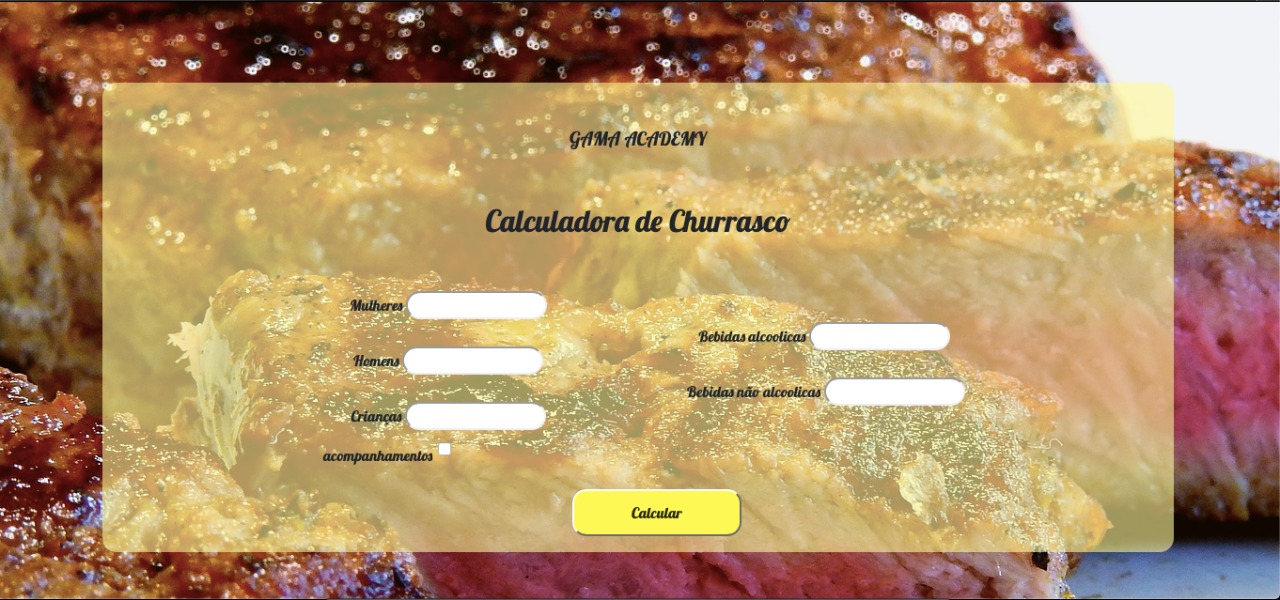 GAMA ACADEMY
Calculadora de Churrasco
Mulheres
Homens
Crianças
acompanhamentos
Bebidas alcoolicas
Bebidas não alcoolicas
Calcular